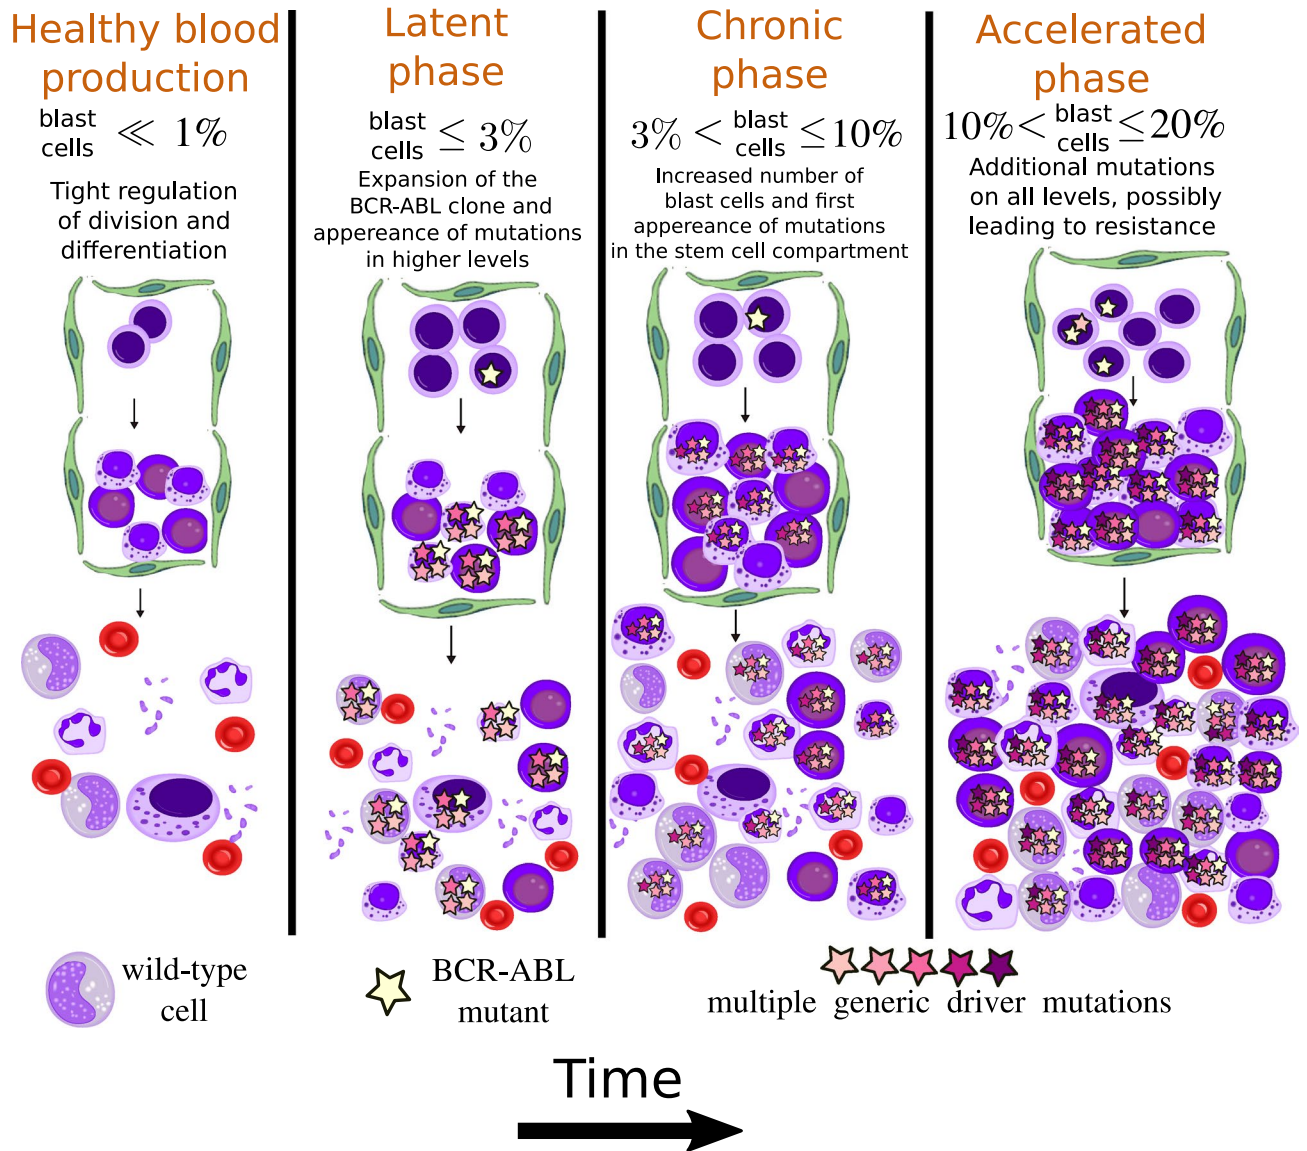 Healthy blood
production
blast
cells ≪ 1%
Tight regulation
of division and
differentiation
Latent
phase
blast
cells ≤ 3%
Expansion of the
BCR-ABL clone and
appereance of mutations
in higher levels
Chronic
phase
3% < blast
cells ≤10%
Increased number of
blast cells and first
appereance of mutations
in the stem cell compartment
Accelerated
phase
10%< blast
cells ≤20%
Additional mutations
on all levels, possibly
leading to resistance
wild-type
cell
BCR-ABL
mutant
multiple generic driver mutations
Time